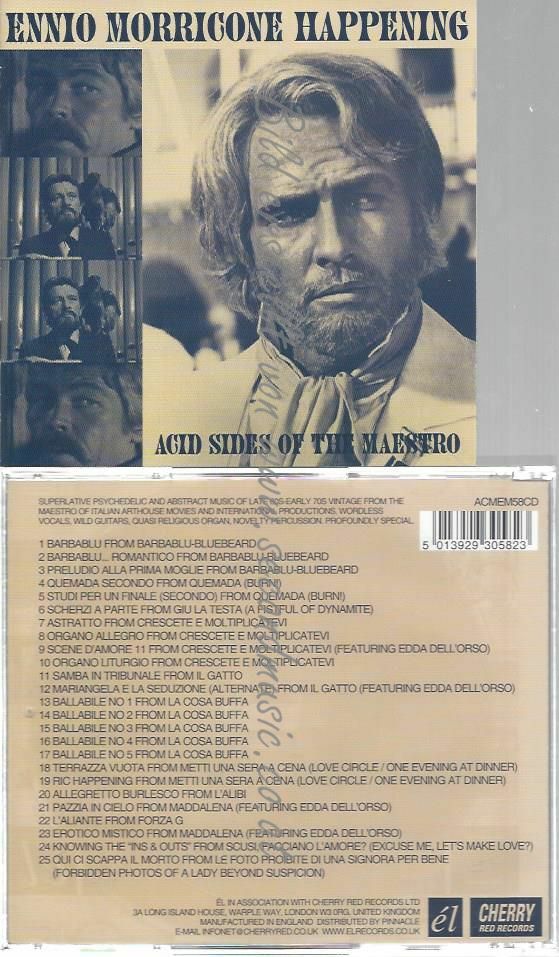 ENNIO MORRICONE HAPPENING
ACID SIDES OF THE MAESTRO
SUPERLATIVE PSYCHEDELIC AND ABSTRACT MUSIC OF LATE 60S-EARLY 70S VINTAGE FROM THE
MAESTRO OF ITALIAN ARTHOUSE MOVIES AND INTERNATIONAL PRODUCTIONS. WORDLESS
VOCALS, WILD GUITARS, QUASI RELIGIOUS ORGAN, NOVELTY PERCUSSION. PROFOUNDLY SPECIAL.
ACMEM58CD
5 013929 305823
1 BARBABLU FROM BARBABLU-BLUEBEARD
2 BARBABLU... ROMANTICO FROM BARBABLU-BLUEBEARD
3 PRELUDIO ALLA PRIMA MOGLIE FROM BARBABLU-BLUEBEARD
4 QUEMADA SECONDO FROM QUEMADA (BURN!)
5 STUDI PER UN FINALE (SECONDO) FROM QUEMADA (BURN!)
6 SCHERZI A PARTE FROM GIU LA TESTA (A FISTFUL OF DYNAMITE)
7 ASTRATTO FROM CRESCETE E MOLTIPLICATEVI
8 ORGANO ALLEGRO FROM CRESCETE E MOLTIPLICATEVI
9 SCENE D'AMORE 11 FROM CRESCETE E MOLTIPLICATEVI (FEATURING EDDA DELL'ORSO)
10 ORGANO LITURGIO FROM CRESCETE E MOLTIPLICATEVI
11 SAMBA IN TRIBUNALE FROM IL GATTO
12 MARIANGELA E LA SEDUZIONE (ALTERNATE) FROM IL GATTO (FEATURING EDDA DELL'ORSO)
13 BALLABILE NO 1 FROM LA COSA BUFFA
14 BALLABILE NO 2 FROM LA COSA BUFFA
15 BALLABILE NO 3 FROM LA COSA BUFFA
16 BALLABILE NO 4 FROM LA COSA BUFFA
17 BALLABILE NO 5 FROM LA COSA BUFFA
18 TERRAZZA VUOTA FROM METTI UNA SERA A CENA (LOVE CIRCLE / ONE EVENING AT DINNER)
19 RIC HAPPENING FROM METTI UNA SERA A CENA (LOVE CIRCLE / ONE EVENING AT DINNER)
20 ALLEGRETTO BURLESCO FROM L'ALIBI
21 PAZZIA IN CIELO FROM MADDALENA (FEATURING EDDA DELL'ORSO)
22 L'ALIANTE FROM FORZA G
23 EROTICO MISTICO FROM MADDALENA (FEATURING EDDA DELL'ORSO)
24 KNOWING THE "INS & OUTS" FROM SCUSI, FACCIANO L'AMORE? (EXCUSE ME, LET'S MAKE LOVE?)
25 QUI CI SCAPPA IL MORTO FROM LE FOTO PROIBITE DI UNA SIGNORA PER BENE
(FORBIDDEN PHOTOS OF A LADY BEYOND SUSPICION)
ÉL IN ASSOCIATION WITH CHERRY RED RECORDS LTD
3A LONG ISLAND HOUSE, WARPLE WAY, LONDON W3 0RG, UNITED KINGDOM
MANUFACTURED IN ENGLAND DISTRIBUTED BY PINNACLE
E-MAIL INFONET@CHERRYRED.CO.UK WWW.ELRECORDS.CO.UK
él
CHERRY
RED RECORDS